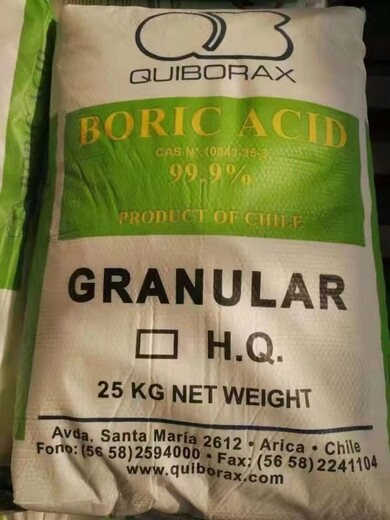 QB
QUIBORAX
BORIC ACID
CAS Nº. 10043-35-3
99.9%
PRODUCT OF CHILE
GRANULAR
H.Q.
25 KG NET WEIGHT
Avda. Santa Maria 2612 • Arica • Chile
Fono: (56 58)2594000 • Fax: (56 58)2241104
www.quiborax.com